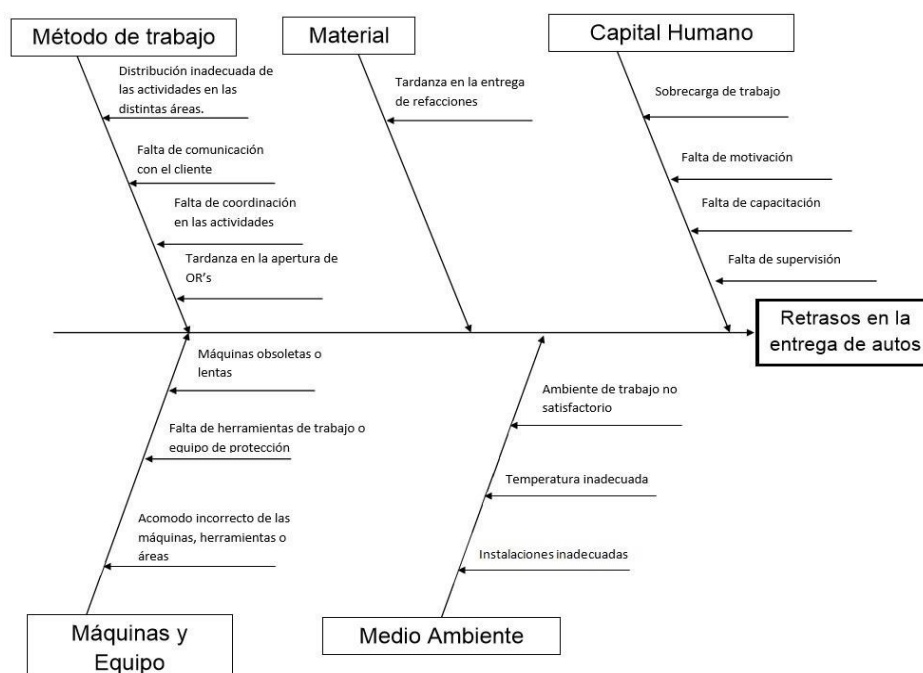 Método de trabajo
Material
Capital Humano
Distribución inadecuada de
las actividades en las
distintas áreas.
Falta de comunicación
con el cliente
Falta de coordinación
en las actividades
Tardanza en la apertura de
OR's
Tardanza en la entrega
de refacciones
Sobrecarga de trabajo
Falta de motivación
Falta de capacitación
Falta de supervisión
Retrasos en la
entrega de autos
Máquinas obsoletas o
lentas
Falta de herramientas de trabajo o
equipo de protección
Acomodo incorrecto de las
máquinas, herramientas o
áreas
Ambiente de trabajo no
satisfactorio
Temperatura inadecuada
Instalaciones inadecuadas
Máquinas y
Equipo
Medio Ambiente